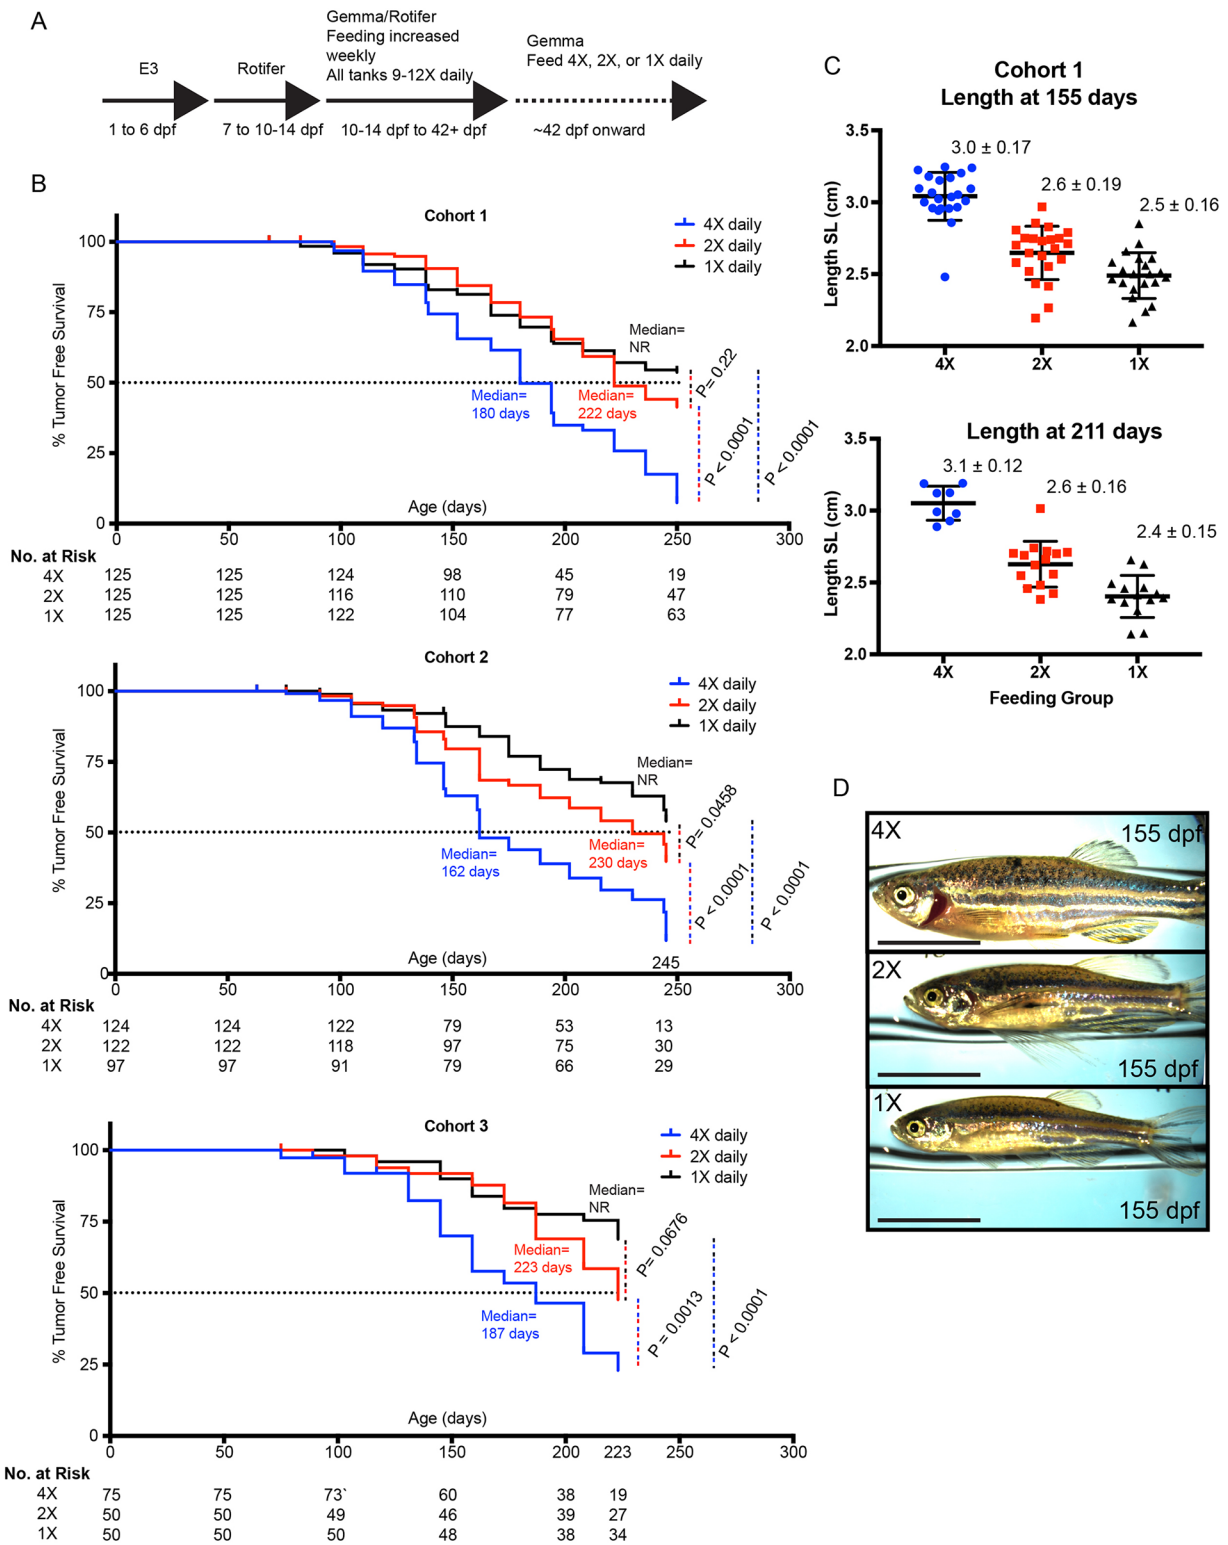 A
E3
1 to 6 dpf
Rotifer
7 to 10-14 dpf
Gemma/Rotifer
Feeding increased
weekly
All tanks 9-12X daily
10-14 dpf to 42+ dpf
Gemma
Feed 4X, 2X, or 1X daily
~42 dpf onward
B
Cohort 1
4X daily
2X daily
1X daily
% Tumor Free Survival
100
75
50
25
0
Median=
NR
Median=
180 days
Median=
222 days
P= 0.22
P < 0.0001
P < 0.0001
Age (days)
0 50 100 150 200 250 300
No. at Risk
4X 125 125 124 98 45 19
2X 125 125 116 110 79 47
1X 125 125 122 104 77 63
Cohort 2
4X daily
2X daily
1X daily
% Tumor Free Survival
100
75
50
25
0
Median=
NR
Median=
162 days
Median=
230 days
P= 0.0458
P < 0.0001
P < 0.0001
Age (days)
245
0 50 100 150 200 250 300
No. at Risk
4X 124 124 122 79 53 13
2X 122 122 118 97 75 30
1X 97 97 91 79 66 29
Cohort 3
4X daily
2X daily
1X daily
% Tumor Free Survival
100
75
50
25
0
Median=
NR
Median=
223 days
Median=
187 days
P= 0.0676
P = 0.0013
P < 0.0001
Age (days)
0 50 100 150 200 223 250 300
No. at Risk
4X 75 75 73` 60 38 19
2X 50 50 49 46 39 27
1X 50 50 50 48 38 34
C
Cohort 1
Length at 155 days
Length SL (cm)
3.5
3.0
2.5
2.0
3.0 ± 0.17
2.6 ± 0.19
2.5 ± 0.16
4X 2X 1X
Length at 211 days
Length SL (cm)
3.5
3.0
2.5
2.0
3.1 ± 0.12
2.6 ± 0.16
2.4 ± 0.15
4X 2X 1X
Feeding Group
D
4X 155 dpf
2X
155 dpf
1X
155 dpf